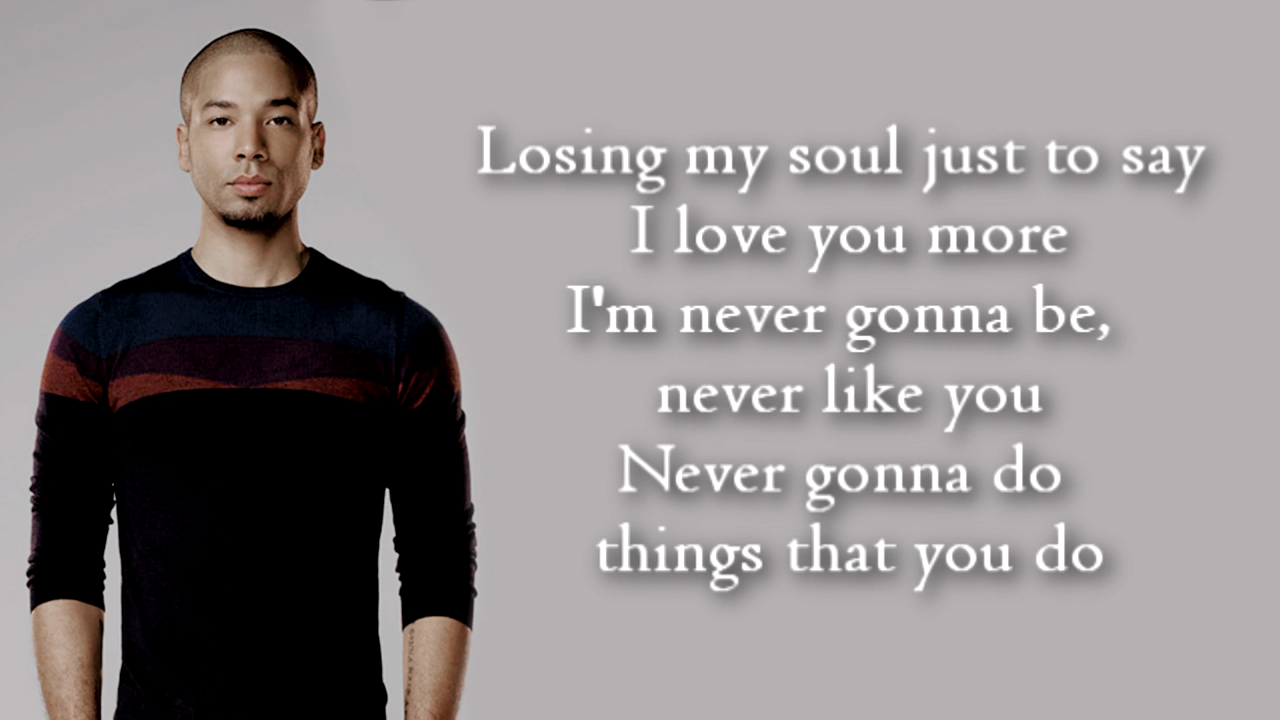 Losing my soul just to say
I love you more
I'm never gonna be,
never like you
Never gonna do
things that you do